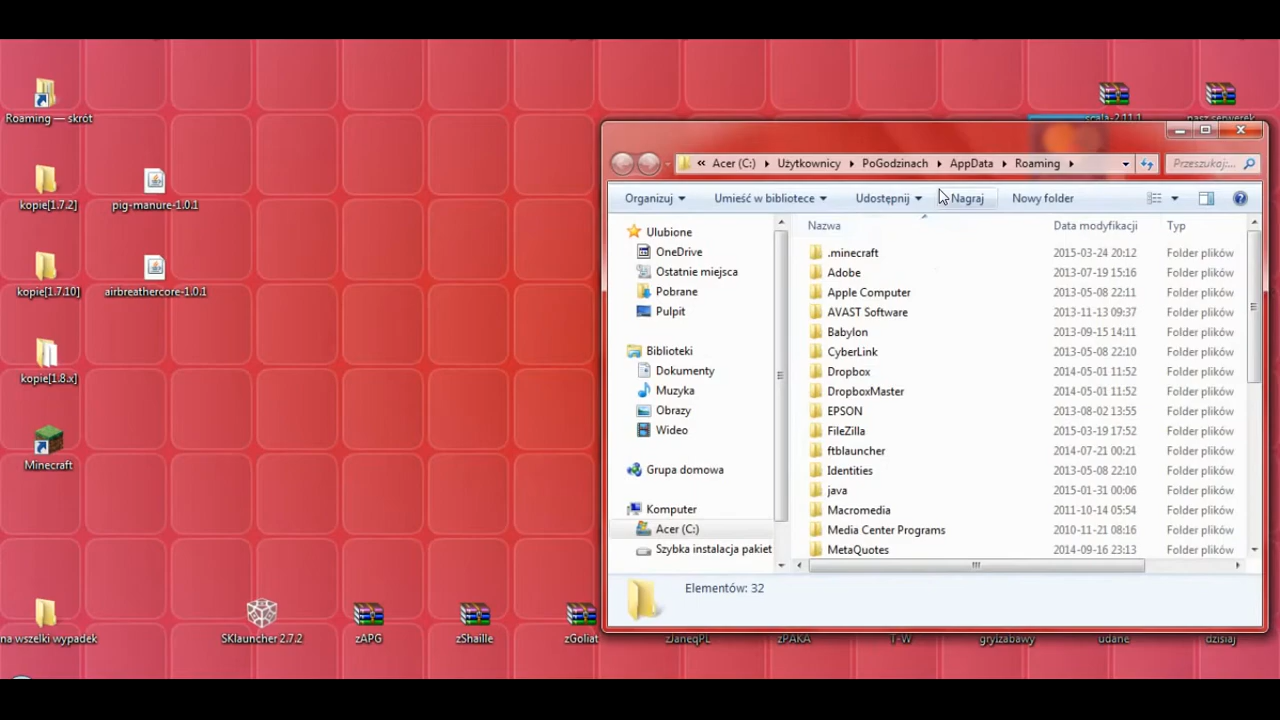 Roaming — skrót
kopie[1.7.2]
pig-manure-1.0.1
kopie[1.7.10]
airbreathercore-1.0.1
kopie[1.8.x]
Minecraft
na wszelki wypadek
SKlauncher 2.7.2
zAPG
zShaille
zGoliat
zJaneqPL
zPAKA
T-W
gryizabawy
udane
dzisiaj
scala-2.11.1
nasz serwerek
« Acer (C:) Użytkownicy PoGodzinach AppData Roaming
Przeszukaj:...
Organizuj Umieść w bibliotece Udostępnij Nagraj Nowy folder
Ulubione
OneDrive
Ostatnie miejsca
Pobrane
Pulpit
Biblioteki
Dokumenty
Muzyka
Obrazy
Wideo
Grupa domowa
Komputer
Acer (C:)
Szybka instalacja pakiet
Nazwa Data modyfikacji Typ
.minecraft 2015-03-24 20:12 Folder plików
Adobe 2013-07-19 15:16 Folder plików
Apple Computer 2013-05-08 22:11 Folder plików
AVAST Software 2013-11-13 09:37 Folder plików
Babylon 2013-09-15 14:11 Folder plików
CyberLink 2013-05-08 22:10 Folder plików
Dropbox 2014-05-01 11:52 Folder plików
DropboxMaster 2014-05-01 11:52 Folder plików
EPSON 2013-08-02 13:55 Folder plików
FileZilla 2015-03-19 17:52 Folder plików
ftblauncher 2014-07-21 00:21 Folder plików
Identities 2013-05-08 22:10 Folder plików
java 2015-01-31 00:06 Folder plików
Macromedia 2011-10-14 05:54 Folder plików
Media Center Programs 2010-11-21 08:16 Folder plików
MetaQuotes 2014-09-16 23:13 Folder plików
Elementów: 32